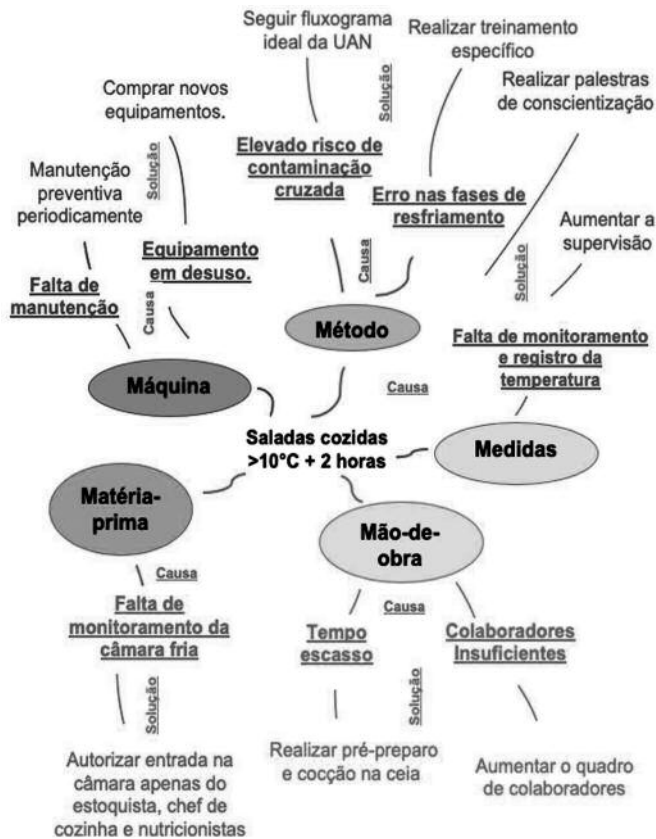 Seguir fluxograma
ideal da UAN
Realizar treinamento
específico
Solução
Realizar palestras
de conscientização
Comprar novos
equipamentos.
Solução
Elevado risco de
contaminação
cruzada
Erro nas fases de
resfriamento
Manutenção
preventiva
periodicamente
Aumentar a
supervisão
Solução
Equipamento
em desuso.
Causa
Falta de
manutenção
Causa
Método
Falta de monitoramento
e registro da
temperatura
Causa
Máquina
Saladas cozidas
>10°C + 2 horas
Medidas
Matéria-
prima
Mão-de-
obra
Causa
Falta de
monitoramento da
câmara fria
Causa
Tempo
escasso
Colaboradores
Insuficientes
Solução
Solução
Autorizar entrada na
câmara apenas do
estoquista, chef de
cozinha e nutricionistas
Realizar pré-preparo
e cocção na ceia
Aumentar o quadro
de colaboradores